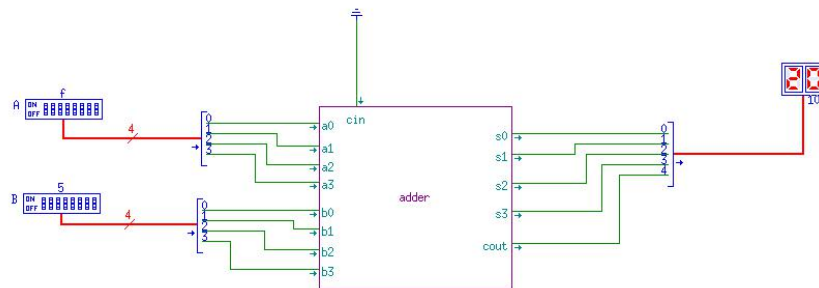 f
A ON OFF
4
0
1
2
3
cin
a0
a1
a2
a3
adder
5
B ON OFF
4
0
1
2
3
b0
b1
b2
b3
s0
s1
s2
s3
cout
0
1
2
3
4
20
10